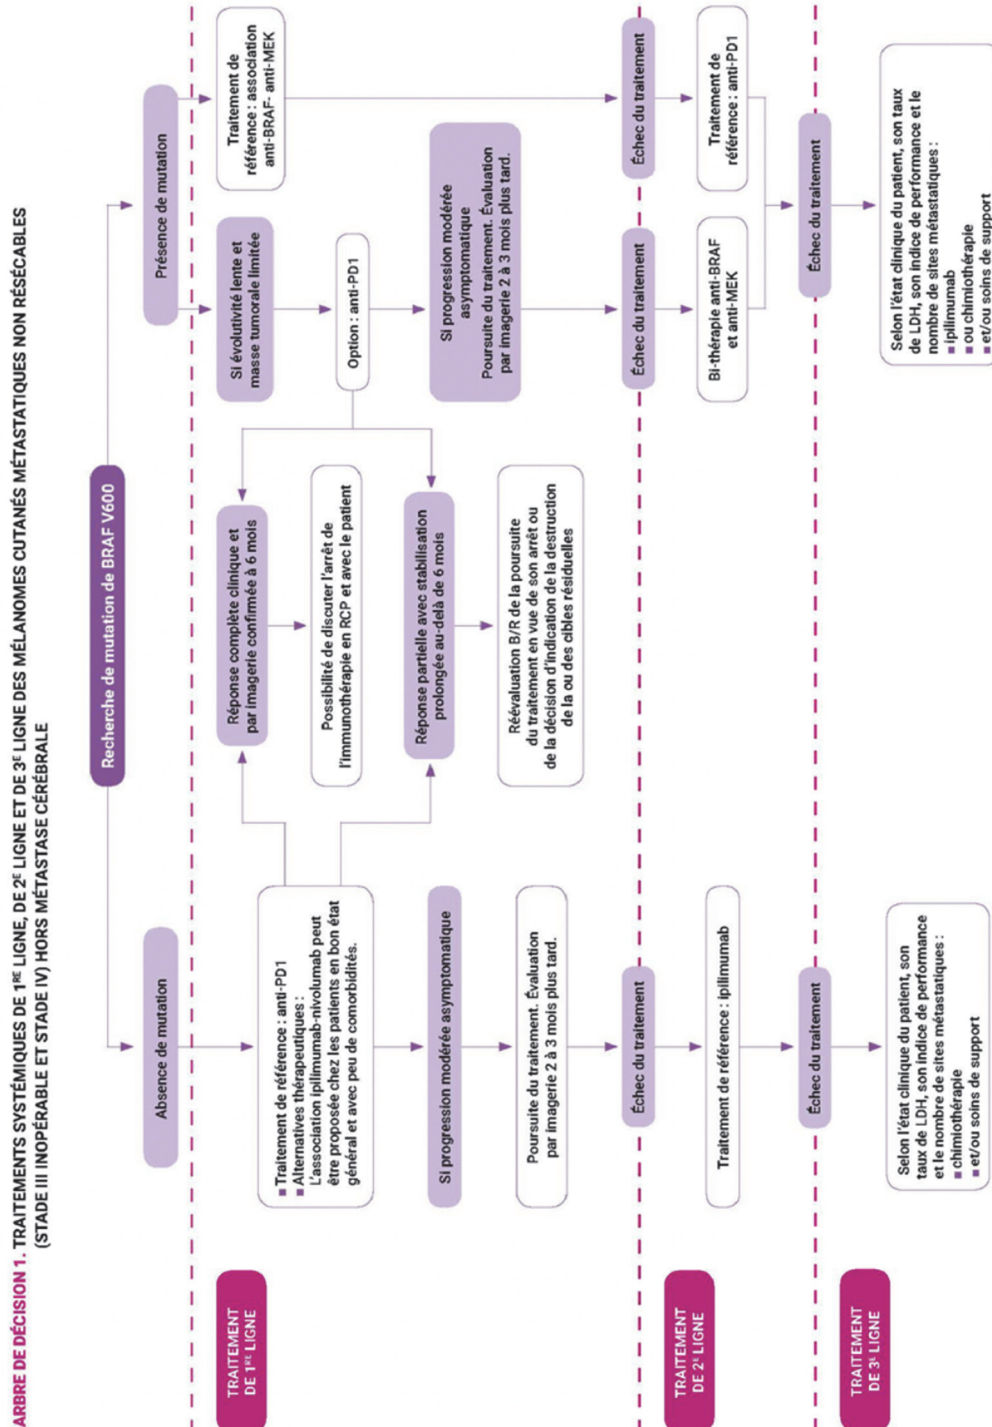 ARBRE DE DÉCISION 1. TRAITEMENTS SYSTÉMIQUES DE 1RE LIGNE, DE 2E LIGNE ET DE 3E LIGNE DES MÉLANOMES CUTANÉS MÉTASTATIQUES NON RÉSÉCABLES
(STADE III INOPÉRABLE ET STADE IV) HORS MÉTASTASE CÉRÉBRALE
Recherche de mutation de BRAF V600
Absence de mutation
Présence de mutation
TRAITEMENT
DE 1RE LIGNE
■ Traitement de référence : anti-PD1
■ Alternatives thérapeutiques :
L'association ipilimumab-nivolumab peut
être proposée chez les patients en bon état
général et avec peu de comorbidités.
Si progression modérée asymptomatique
Poursuite du traitement. Évaluation
par imagerie 2 à 3 mois plus tard.
Réponse complète clinique et
par imagerie confirmée à 6 mois
Possibilité de discuter l'arrêt de
l'immunothérapie en RCP et avec le patient
Réponse partielle avec stabilisation
prolongée au-delà de 6 mois
Réévaluation B/R de la poursuite
du traitement en vue de son arrêt ou
de la décision d'indication de la destruction
de la ou des cibles résiduelles
Si évolutivité lente et
masse tumorale limitée
Option : anti-PD1
Si progression modéré
asymptomatique
Poursuite du traitement. Évaluation
par imagerie 2 à 3 mois plus tard.
Traitement de
référence : association
anti-BRAF- anti-MEK
TRAITEMENT
DE 2E LIGNE
Échec du traitement
Traitement de référence : ipilimumab
Échec du traitement
Bi-thérapie anti-BRAF
et anti-MEK
Échec du traitement
Traitement de
référence : anti-PD1
TRAITEMENT
DE 3E LIGNE
Échec du traitement
Selon l'état clinique du patient, son
taux de LDH, son indice de performance
et le nombre de sites métastatiques :
■ chimiothérapie
■ et/ou soins de support
Échec du traitement
Selon l'état clinique du patient, son taux
de LDH, son indice de performance et le
nombre de sites métastatiques :
■ ipilimumab
■ ou chimiothérapie
■ et/ou soins de support